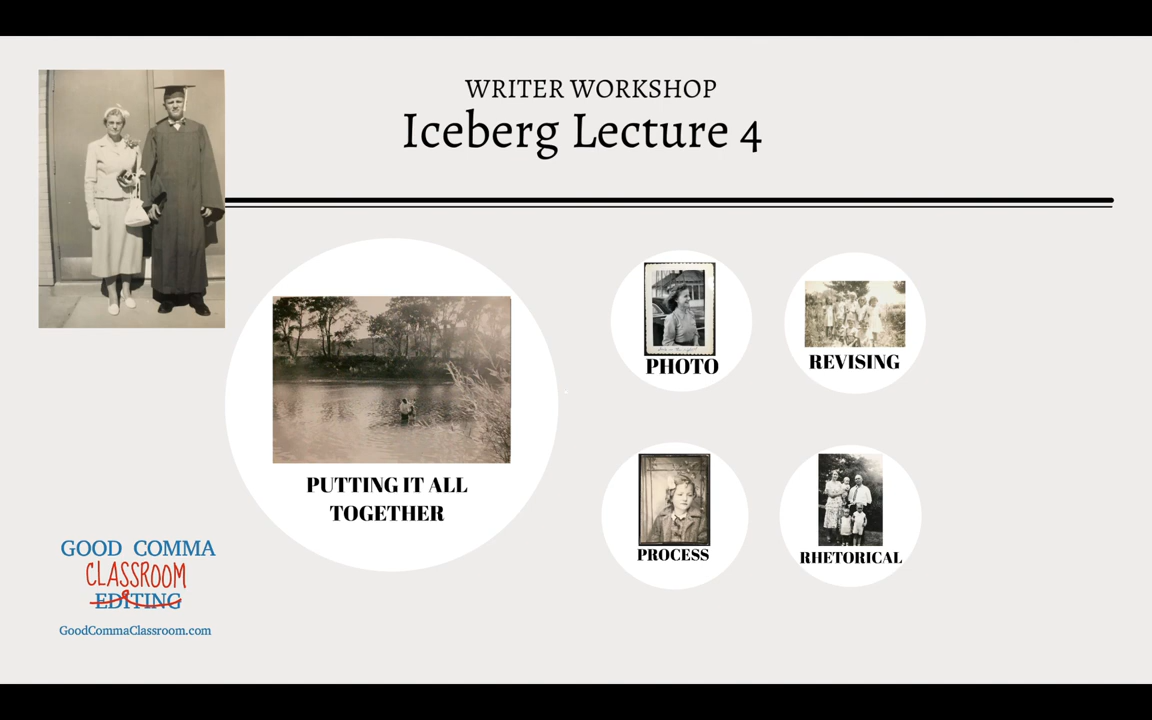 WRITER WORKSHOP
Iceberg Lecture 4
PUTTING IT ALL
TOGETHER
PHOTO
REVISING
PROCESS
RHETORICAL
GOOD COMMA
CLASSROOM
EDITING
GoodCommaClassroom.com